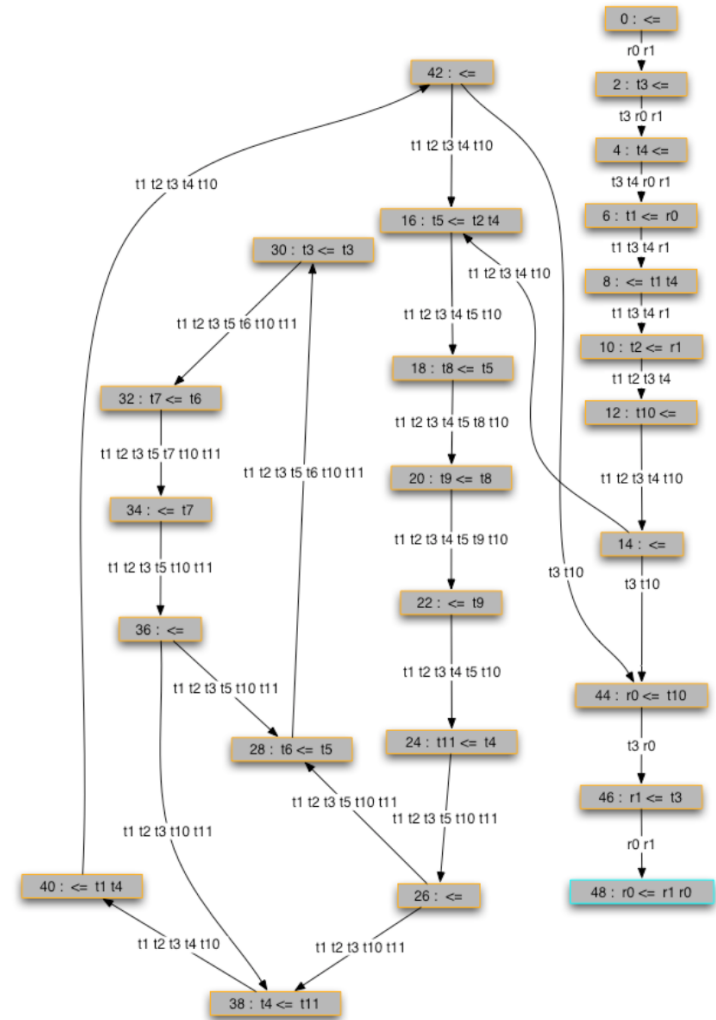 0 : <=
r0 r1
42 : <=
2 : t3 <=
t3 r0 r1
t1 t2 t3 t4 t10
4 : t4 <=
t1 t2 t3 t4 t10
t3 t4 r0 r1
16 : t5 <= t2 t4
6 : t1 <= r0
30 : t3 <= t3
t1 t3 t4 r1
t1 t2 t3 t4 t10
8 : <= t1 t4
t1 t2 t3 t5 t6 t10 t11
t1 t2 t3 t4 t5 t10
t1 t3 t4 r1
10 : t2 <= r1
18 : t8 <= t5
t1 t2 t3 t4
32 : t7 <= t6
12 : t10 <=
t1 t2 t3 t4 t5 t8 t10
t1 t2 t3 t5 t7 t10 t11
t1 t2 t3 t5 t6 t10 t11
20 : t9 <= t8
t1 t2 t3 t4 t10
34 : <= t7
t1 t2 t3 t4 t5 t9 t10
14 : <=
t1 t2 t3 t5 t10 t11
t3 t10
t3 t10
22 : <= t9
36 : <=
t1 t2 t3 t4 t5 t10
t1 t2 t3 t5 t10 t11
44 : r0 <= t10
28 : t6 <= t5
24 : t11 <= t4
t3 r0
t1 t2 t3 t5 t10 t11
46 : r1 <= t3
t1 t2 t3 t5 t10 t11
t1 t2 t3 t10 t11
r0 r1
40 : <= t1 t4
26 : <=
48 : r0 <= r1 r0
t1 t2 t3 t4 t10
t1 t2 t3 t10 t11
38 : t4 <= t11